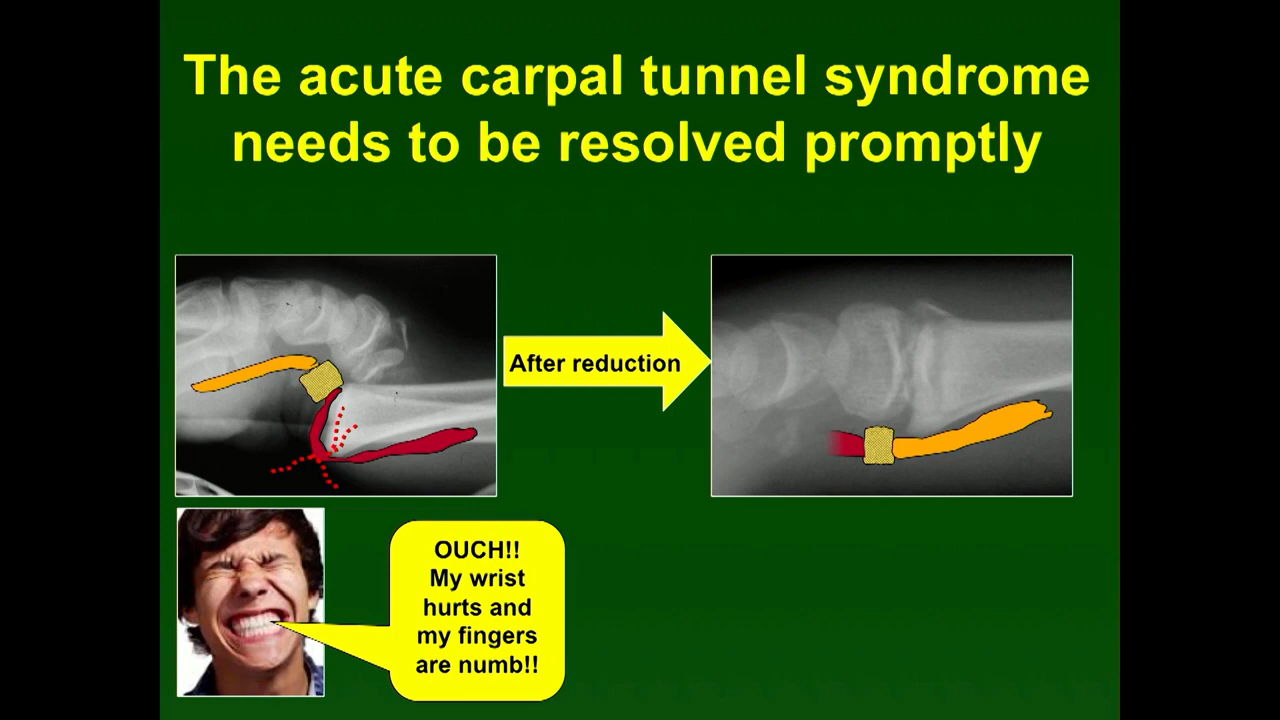 The acute carpal tunnel syndrome
needs to be resolved promptly
After reduction
OUCH!!
My wrist
hurts and
my fingers
are numb!!